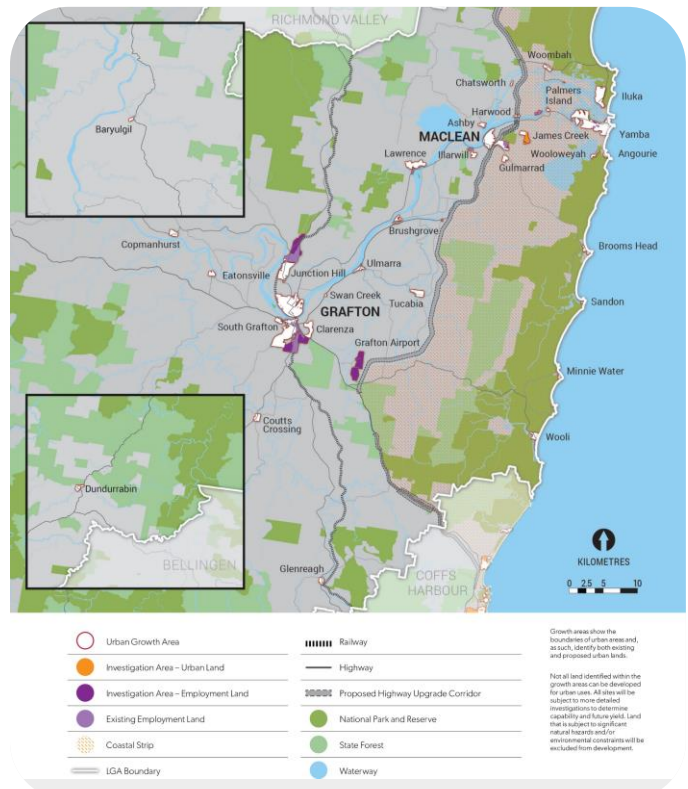 RICHMOND VALLEY
Woombah
Chatsworth
Palmers
Island
Iluka
Harwood
Ashby
MACLEAN
James Creek
Yamba
Baryulgil
Lawrence
Illarwill
Wooloweyah
Angourie
Gulmarrad
Brushgrove
Copmanhurst
Brooms Head
Eatonsville
Junction Hill
Ulmarra
Swan Creek
Tucabia
Sandon
GRAFTON
South Grafton
Clarenza
Grafton Airport
Minnie Water
Coutts
Crossing
Wooli
Dundurrabin
BELLINGEN
Glenreagh
COFFS
HARBOUR
KILOMETRES
0 2.5 5 10
Urban Growth Area
Investigation Area – Urban Land
Investigation Area – Employment Land
Existing Employment Land
Coastal Strip
LGA Boundary
Railway
Highway
Proposed Highway Upgrade Corridor
National Park and Reserve
State Forest
Waterway
Growth areas show the
boundaries of urban areas and,
as such, identify both existing
and proposed urban lands.
Not all land identified within the
growth areas can be developed
for urban uses. All sites will be
subject to more detailed
investigations to determine
capability and future yield. Land
that is subject to significant
natural hazards and/or
environmental constraints will be
excluded from development.